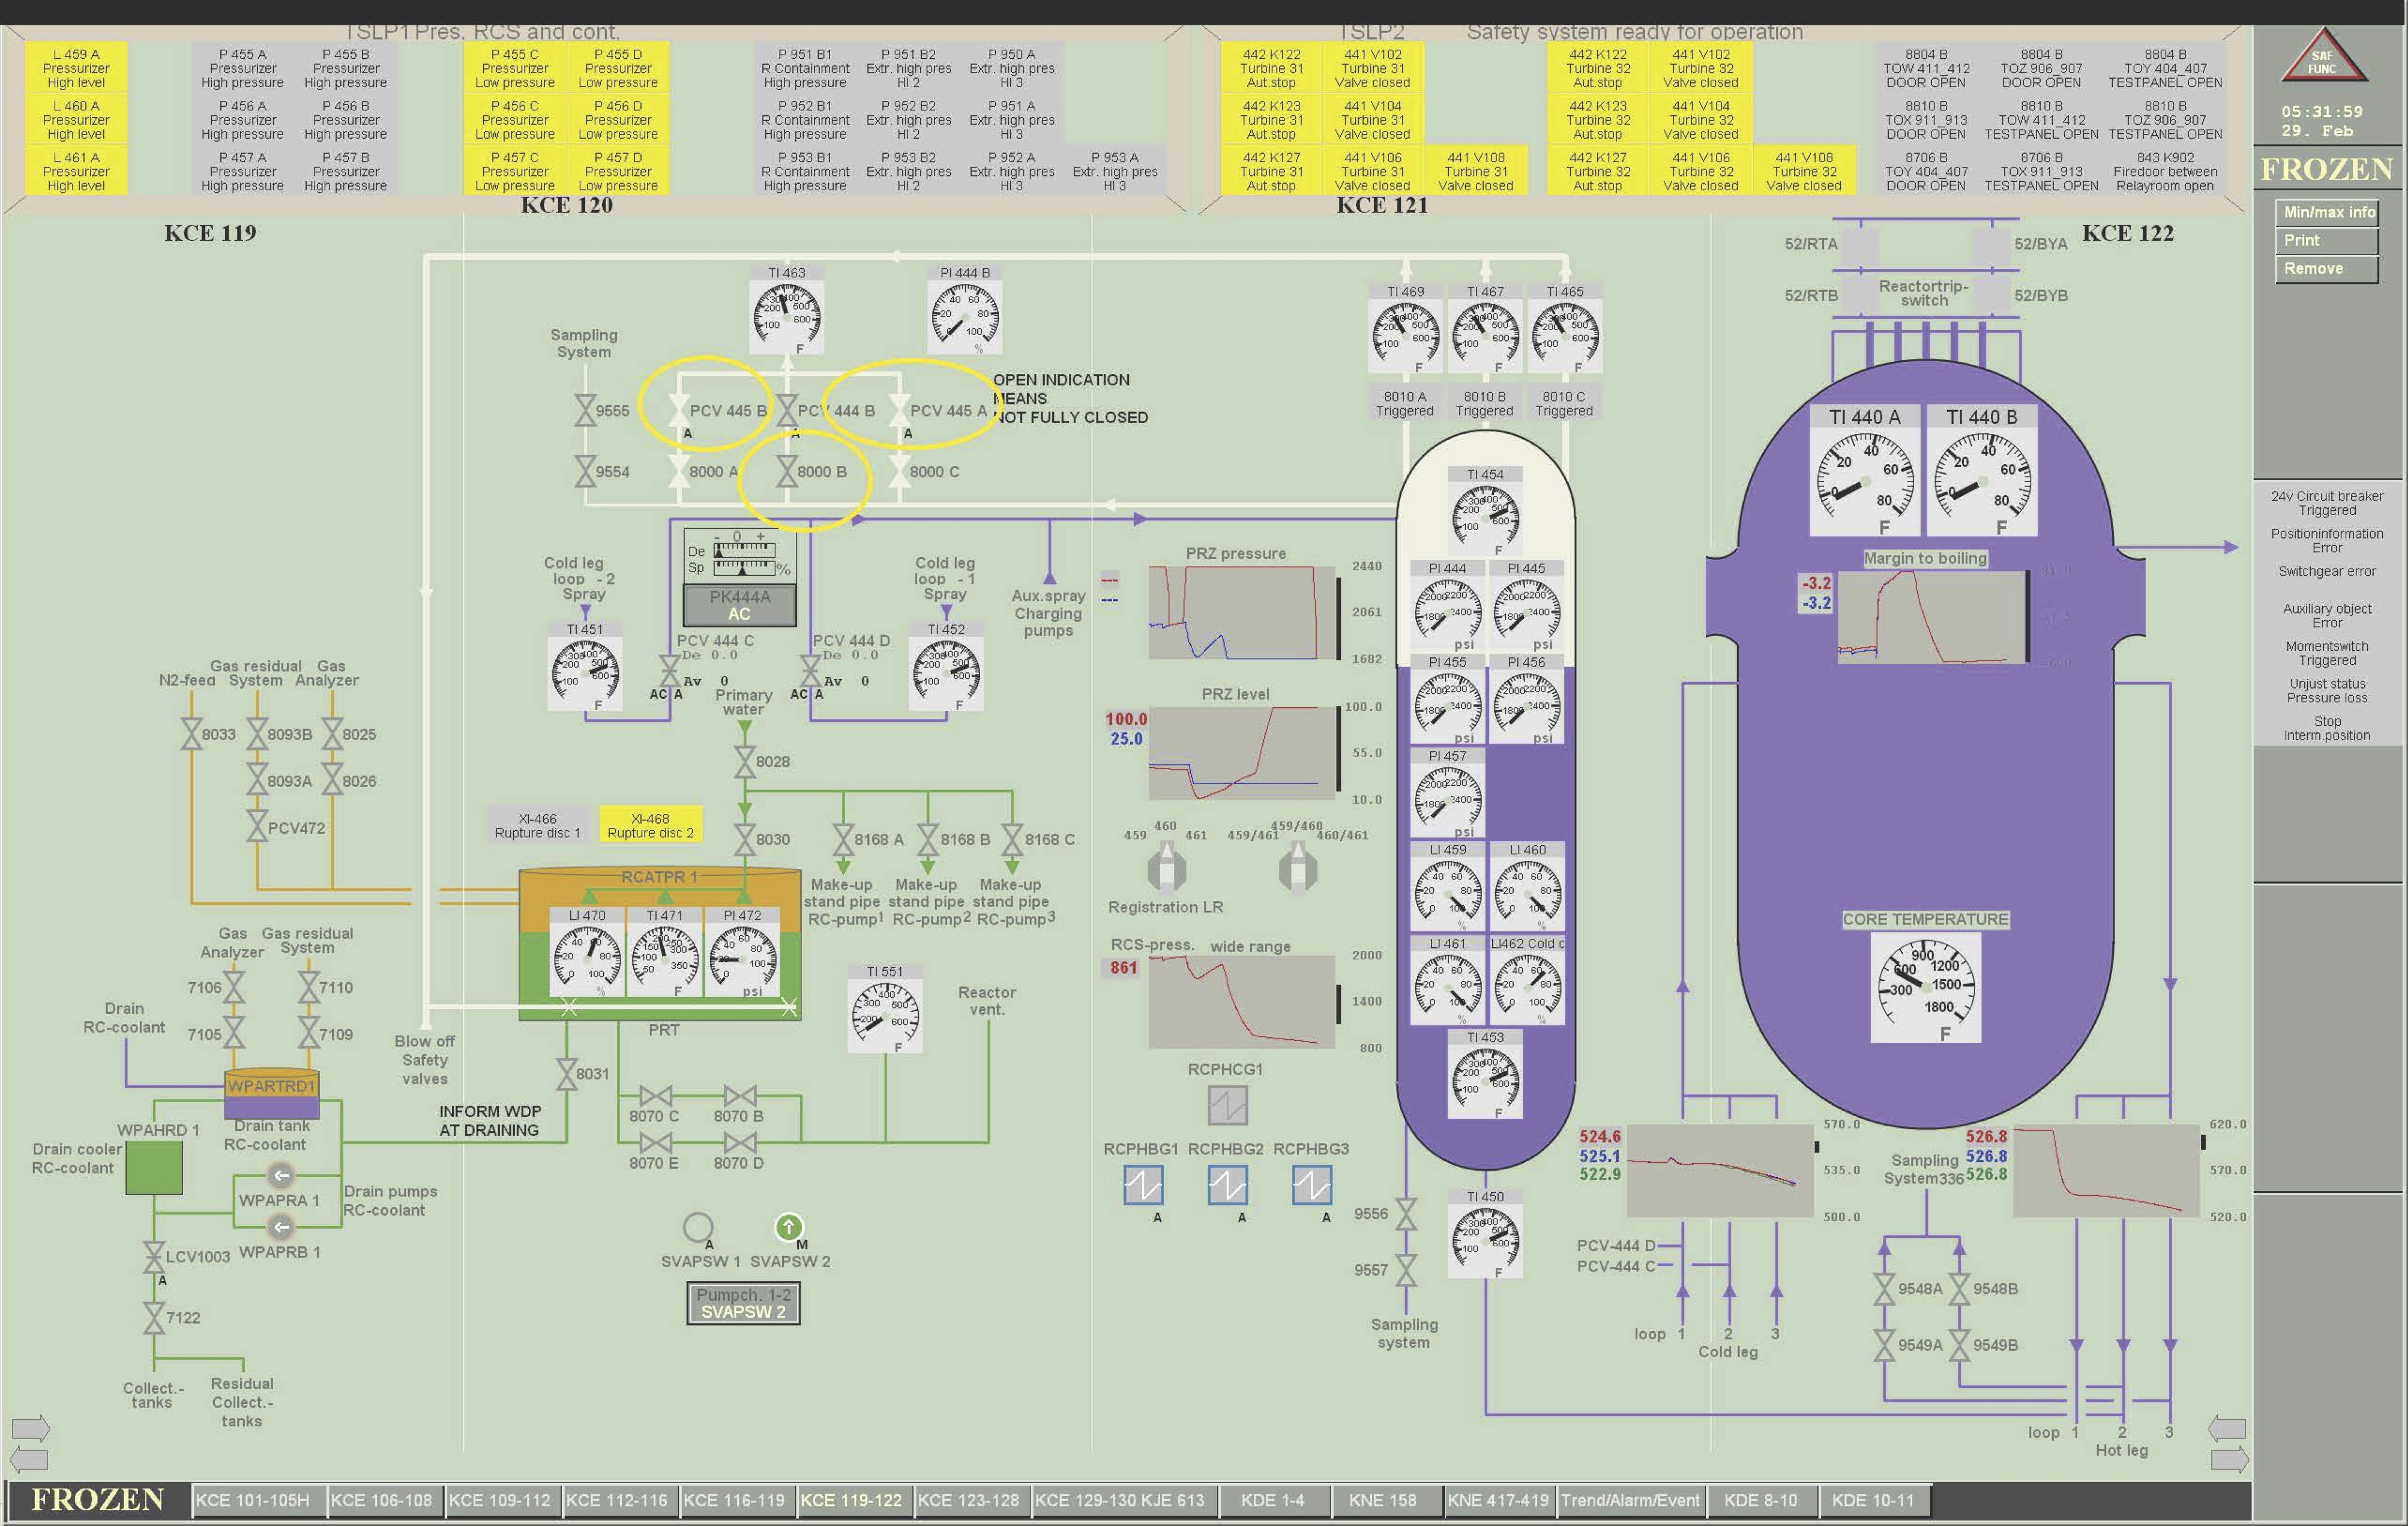 TSLP1 Pres. RCS and cont.
TSLP2 Safety system ready for operation
L 459 A
Pressurizer
High level
P 455 A
Pressurizer
High pressure
P 455 B
Pressurizer
High pressure
P 455 C
Pressurizer
Low pressure
P 455 D
Pressurizer
Low pressure
P 951 B1
R Containment
High pressure
P 951 B2
Extr. high pres
HI 2
P 950 A
Extr. high pres
HI 3
442 K122
Turbine 31
Aut.stop
441 V102
Turbine 31
Valve closed
442 K122
Turbine 32
Aut.stop
441 V102
Turbine 32
Valve closed
8804 B
TOW 411_412
DOOR OPEN
8804 B
TOZ 906_907
DOOR OPEN
8804 B
TOY 404_407
TESTPANEL OPEN
L 460 A
Pressurizer
High level
P 456 A
Pressurizer
High pressure
P 456 B
Pressurizer
High pressure
P 456 C
Pressurizer
Low pressure
P 456 D
Pressurizer
Low pressure
P 952 B1
R Containment
High pressure
P 952 B2
Extr. high pres
HI 2
P 951 A
Extr. high pres
HI 3
442 K123
Turbine 31
Aut.stop
441 V104
Turbine 31
Valve closed
442 K123
Turbine 32
Aut.stop
441 V104
Turbine 32
Valve closed
8810 B
TOX 911_913
DOOR OPEN
8810 B
TOW 411_412
TESTPANEL OPEN
8810 B
TOZ 906_907
TESTPANEL OPEN
L 461 A
Pressurizer
High level
P 457 A
Pressurizer
High pressure
P 457 B
Pressurizer
High pressure
P 457 C
Pressurizer
Low pressure
P 457 D
Pressurizer
Low pressure
P 953 B1
R Containment
High pressure
P 953 B2
Extr. high pres
HI 2
P 952 A
Extr. high pres
HI 3
P 953 A
Extr. high pres
HI 3
442 K127
Turbine 31
Aut.stop
441 V106
Turbine 31
Valve closed
441 V108
Turbine 31
Valve closed
442 K127
Turbine 32
Aut.stop
441 V106
Turbine 32
Valve closed
441 V108
Turbine 32
Valve closed
8706 B
TOY 404_407
DOOR OPEN
8706 B
TOX 911_913
TESTPANEL OPEN
843 K902
Firedoor between
Relayroom open
SAF
FUNC
05:31:59
29. Feb
FROZEN
Min/max info
Print
Remove
24v Circuit breaker
Triggered
Positioninformation
Error
Switchgear error
Auxiliary object
Error
Momentswitch
Triggered
Unjust status
Pressure loss
Stop
Interm.position
KCE 119
KCE 120
KCE 121
KCE 122
52/RTA
52/BYA
52/RTB
Reactortrip-
switch
52/BYB
TI 463
PI 444 B
TI 469
TI 467
TI 465
Sampling
System
9555
PCV 445 B
A
PCV 444 B
A
PCV 445 A
A
OPEN INDICATION
MEANS
NOT FULLY CLOSED
9554
8000 A
8000 B
8000 C
8010 A
Triggered
8010 B
Triggered
8010 C
Triggered
TI 440 A
TI 440 B
Margin to boiling
-3.2
-3.2
TI 454
De
- 0 +
Sp
%
PK444A
AC
Cold leg
loop -2
Spray
Cold leg
loop -1
Spray
Aux.spray
Charging
pumps
TI 451
TI 452
PCV 444 C
De 0.0
Av 0
AC A
PCV 444 D
De 0.0
Av 0
AC A
PRZ pressure
2440
2061
1682
PI 444
PI 445
PI 455
PI 456
PI 457
PRZ level
100.0
25.0
100.0
55.0
10.0
N2-feed
Gas residual
System
Gas
Analyzer
8033
8093B
8025
8093A
8026
PCV472
Primary
water
8028
8030
8168 A
8168 B
8168 C
XI-466
Rupture disc 1
XI-468
Rupture disc 2
459
460
461
459/461
459/460
460/461
Registration LR
LI 459
LI 460
LI 461
LI462 Cold c
TI 453
Make-up
stand pipe
RC-pump1
Make-up
stand pipe
RC-pump2
Make-up
stand pipe
RC-pump3
RCATPR 1
LI 470
TI 471
PI 472
PRT
TI 551
Reactor
vent.
RCS-press. wide range
861
2000
1400
800
CORE TEMPERATURE
Gas
Analyzer
Gas residual
System
7106
7110
7105
7109
Drain
RC-coolant
WPARTRD1
Drain tank
RC-coolant
WPAHRD 1
Drain cooler
RC-coolant
WPAPRA 1
WPAPRB 1
Drain pumps
RC-coolant
LCV1003
A
7122
Collect.-
tanks
Residual
Collect.-
tanks
Blow off
Safety
valves
INFORM WDP
AT DRAINING
8031
8070 C
8070 B
8070 E
8070 D
SVAPSW 1
A
SVAPSW 2
M
Pumpch. 1-2
SVAPSW 2
RCPHCG1
RCPHBG1
A
RCPHBG2
A
RCPHBG3
A
9556
9557
Sampling
system
TI 450
524.6
525.1
522.9
570.0
535.0
500.0
PCV-444 D
PCV-444 C
loop 1 2 3
Cold leg
Sampling
System336
526.8
526.8
526.8
620.0
570.0
520.0
9548A
9548B
9549A
9549B
loop 1 2 3
Hot leg
FROZEN
KCE 101-105H
KCE 106-108
KCE 109-112
KCE 112-116
KCE 116-119
KCE 119-122
KCE 123-128
KCE 129-130 KJE 613
KDE 1-4
KNE 158
KNE 417-419
Trend/Alarm/Event
KDE 8-10
KDE 10-11